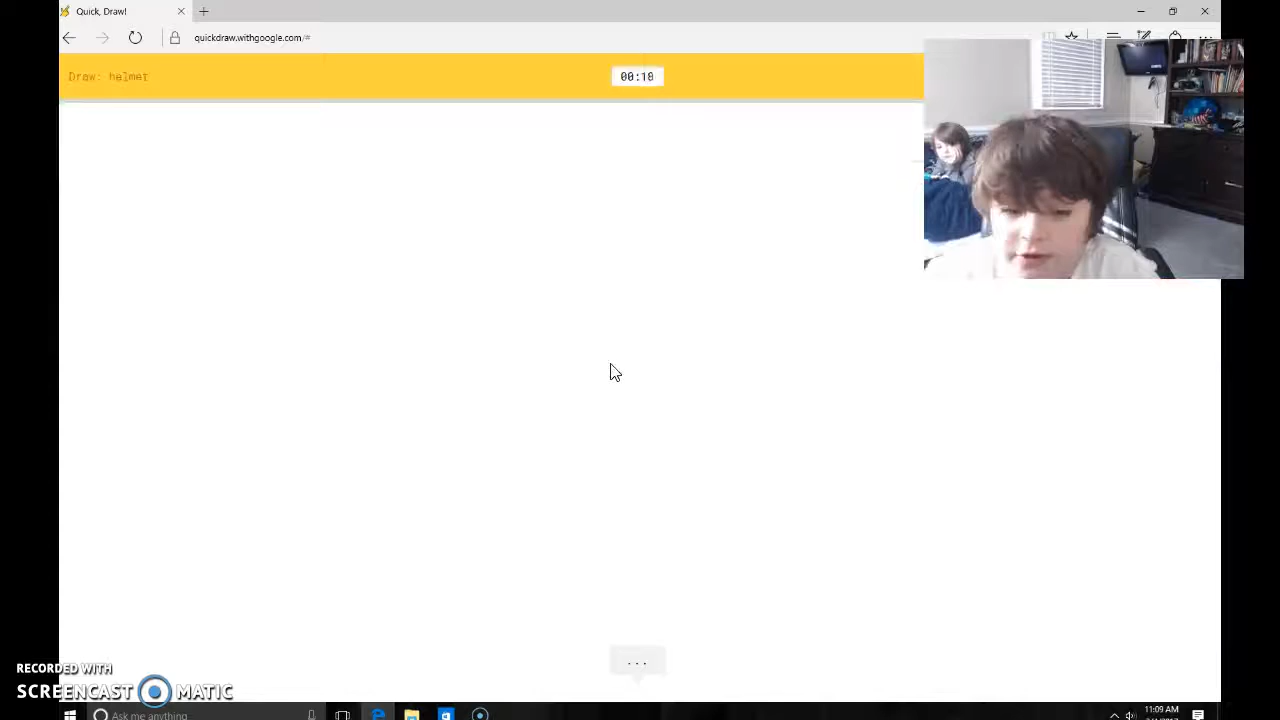 Quick, Draw!
quickdraw.withgoogle.com/#
Draw: helmet
00:18
...
RECORDED WITH
SCREENCAST MATIC
Ask me anything
11:09 AM